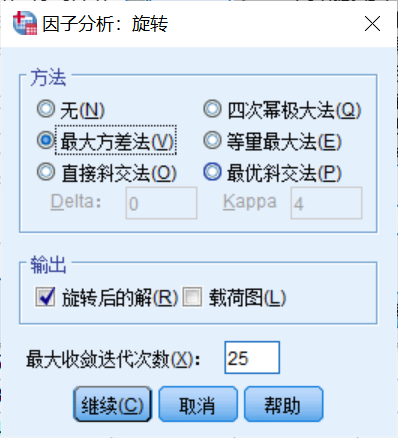 因子分析：旋转
方法
无(N) 四次幂极大法(Q)
最大方差法(V) 等量最大法(E)
直接斜交法(O) 最优斜交法(P)
Delta: 0 Kappa 4
输出
旋转后的解(R) 载荷图(L)
最大收敛迭代次数(X): 25
继续(C) 取消 帮助